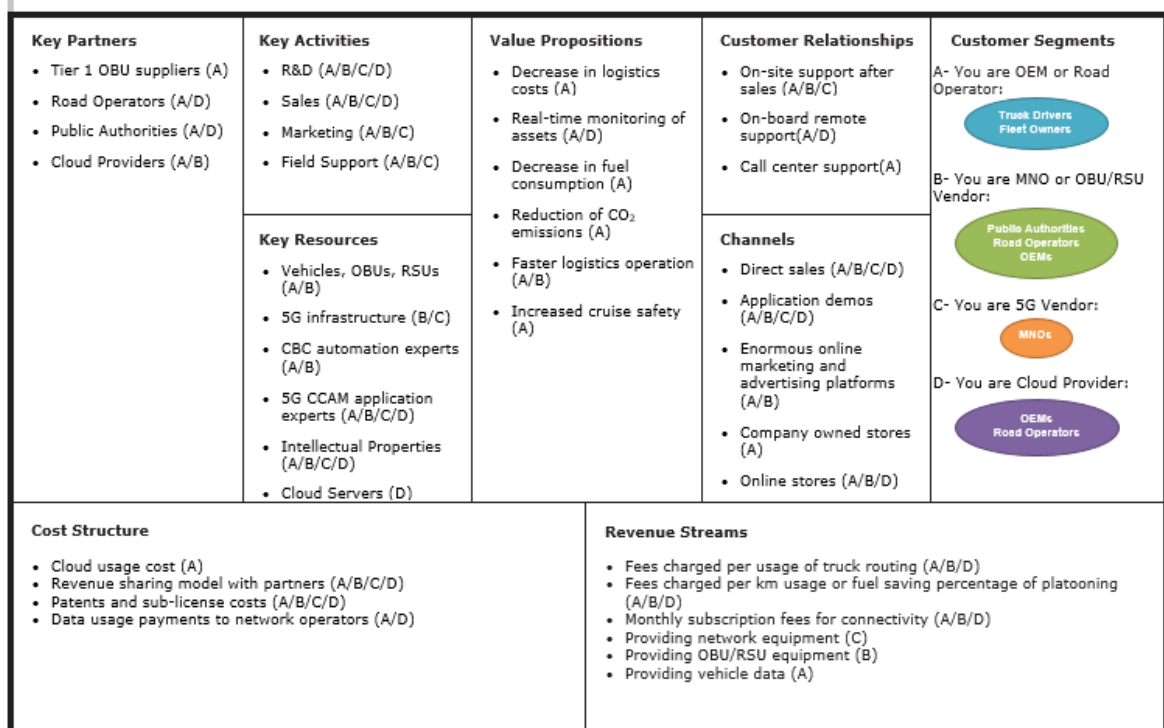 Key Partners
• Tier 1 OBU suppliers (A)
• Road Operators (A/D)
• Public Authorities (A/D)
• Cloud Providers (A/B)
Key Activities
• R&D (A/B/C/D)
• Sales (A/B/C/D)
• Marketing (A/B/C)
• Field Support (A/B/C)
Key Resources
• Vehicles, OBUs, RSUs
(A/B)
• 5G infrastructure (B/C)
• CBC automation experts
(A/B)
• 5G CCAM application
experts (A/B/C/D)
• Intellectual Properties
(A/B/C/D)
• Cloud Servers (D)
Value Propositions
• Decrease in logistics
costs (A)
• Real-time monitoring of
assets (A/D)
• Decrease in fuel
consumption (A)
• Reduction of CO₂
emissions (A)
• Faster logistics operation
(A/B)
• Increased cruise safety
(A)
Customer Relationships
• On-site support after
sales (A/B/C)
• On-board remote
support(A/D)
• Call center support(A)
Channels
• Direct sales (A/B/C/D)
• Application demos
(A/B/C/D)
• Enormous online
marketing and
advertising platforms
(A/B)
• Company owned stores
(A)
• Online stores (A/B/D)
Customer Segments
A- You are OEM or Road
Operator:
Truck Drivers
Fleet Owners
B- You are MNO or OBU/RSU
Vendor:
Public Authorities
Road Operators
OEMs
C- You are 5G Vendor:
MNOs
D- You are Cloud Provider:
OEMs
Road Operators
Cost Structure
• Cloud usage cost (A)
• Revenue sharing model with partners (A/B/C/D)
• Patents and sub-license costs (A/B/C/D)
• Data usage payments to network operators (A/D)
Revenue Streams
• Fees charged per usage of truck routing (A/B/D)
• Fees charged per km usage or fuel saving percentage of platooning
(A/B/D)
• Monthly subscription fees for connectivity (A/B/D)
• Providing network equipment (C)
• Providing OBU/RSU equipment (B)
• Providing vehicle data (A)